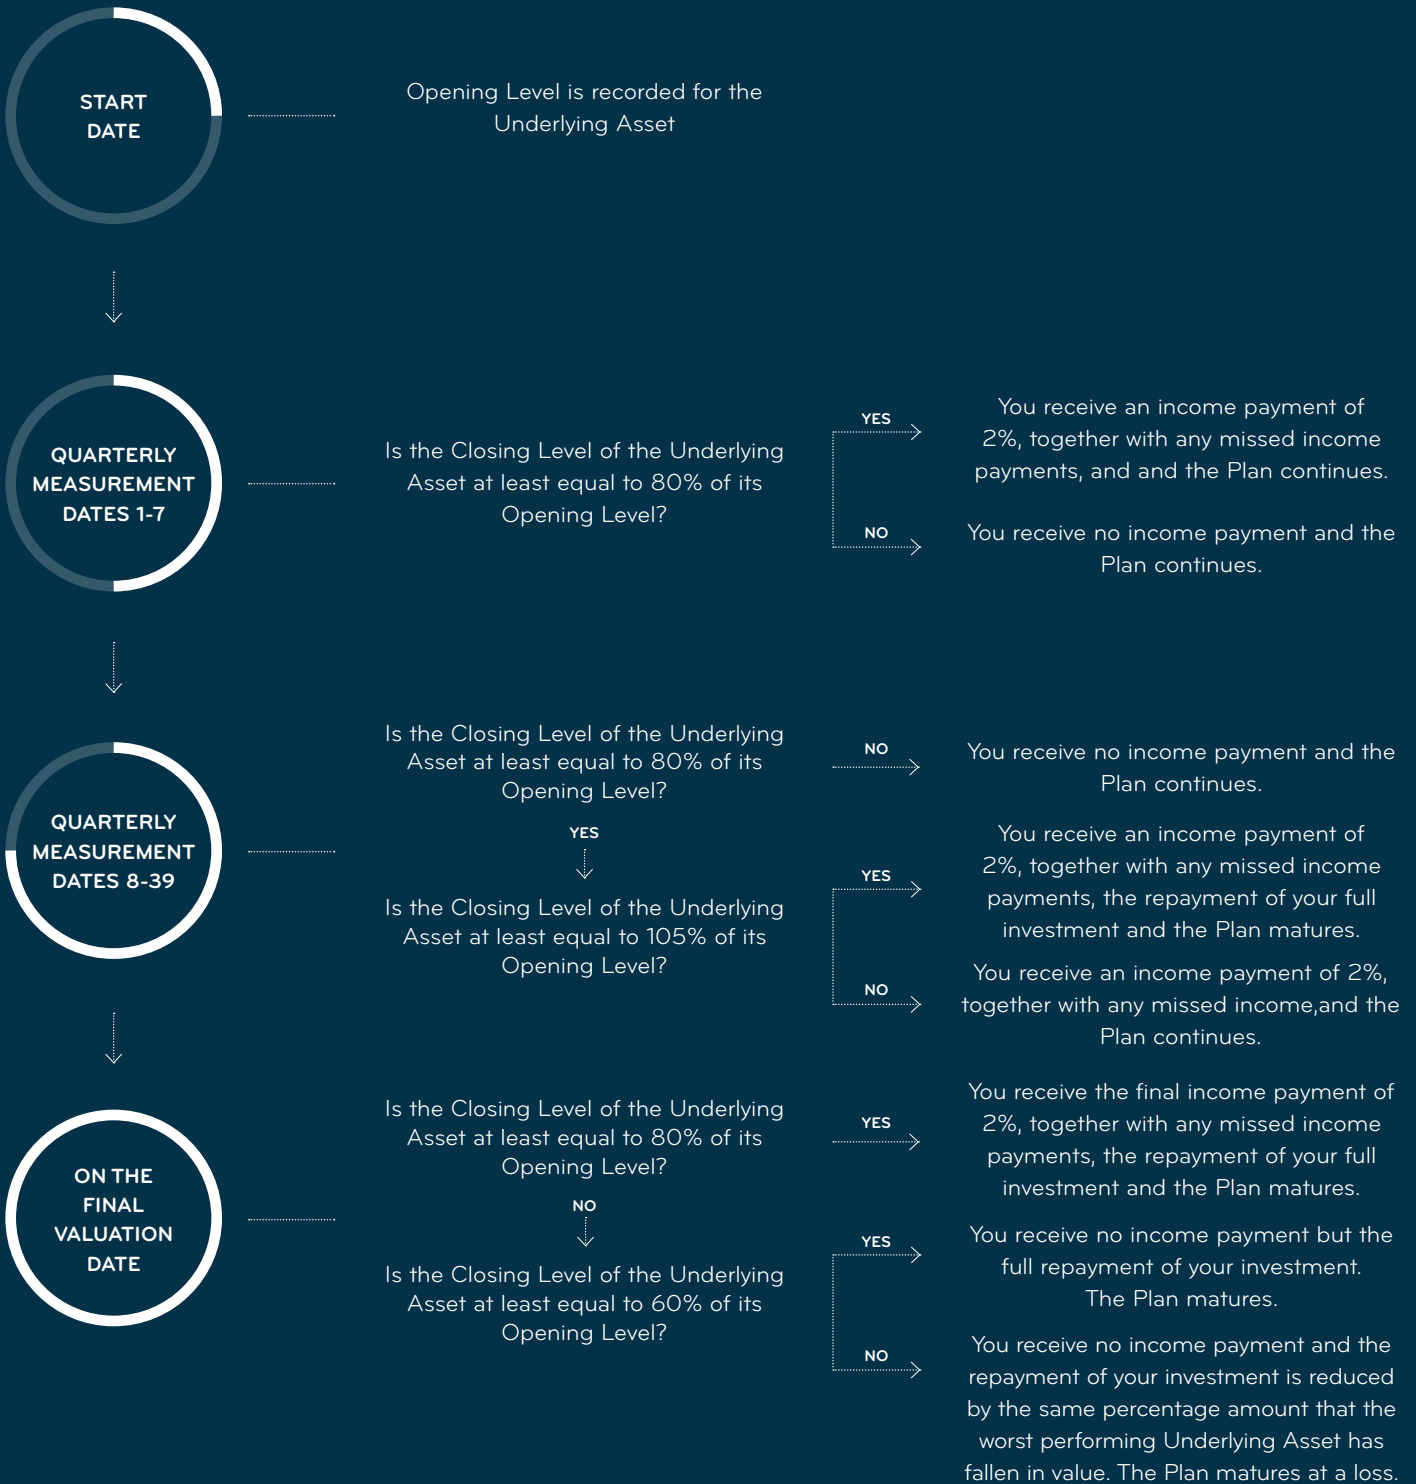 START
DATE
Opening Level is recorded for the
Underlying Asset
QUARTERLY
MEASUREMENT
DATES 1-7
Is the Closing Level of the Underlying
Asset at least equal to 80% of its
Opening Level?
YES
You receive an income payment of
2%, together with any missed income
payments, and and the Plan continues.
NO
You receive no income payment and the
Plan continues.
QUARTERLY
MEASUREMENT
DATES 8-39
Is the Closing Level of the Underlying
Asset at least equal to 80% of its
Opening Level?
NO
You receive no income payment and the
Plan continues.
YES
Is the Closing Level of the Underlying
Asset at least equal to 105% of its
Opening Level?
YES
You receive an income payment of
2%, together with any missed income
payments, the repayment of your full
investment and the Plan matures.
NO
You receive an income payment of 2%,
together with any missed income,and the
Plan continues.
ON THE
FINAL
VALUATION
DATE
Is the Closing Level of the Underlying
Asset at least equal to 80% of its
Opening Level?
YES
You receive the final income payment of
2%, together with any missed income
payments, the repayment of your full
investment and the Plan matures.
NO
Is the Closing Level of the Underlying
Asset at least equal to 60% of its
Opening Level?
YES
You receive no income payment but the
full repayment of your investment.
The Plan matures.
NO
You receive no income payment and the
repayment of your investment is reduced
by the same percentage amount that the
worst performing Underlying Asset has
fallen in value. The Plan matures at a loss.